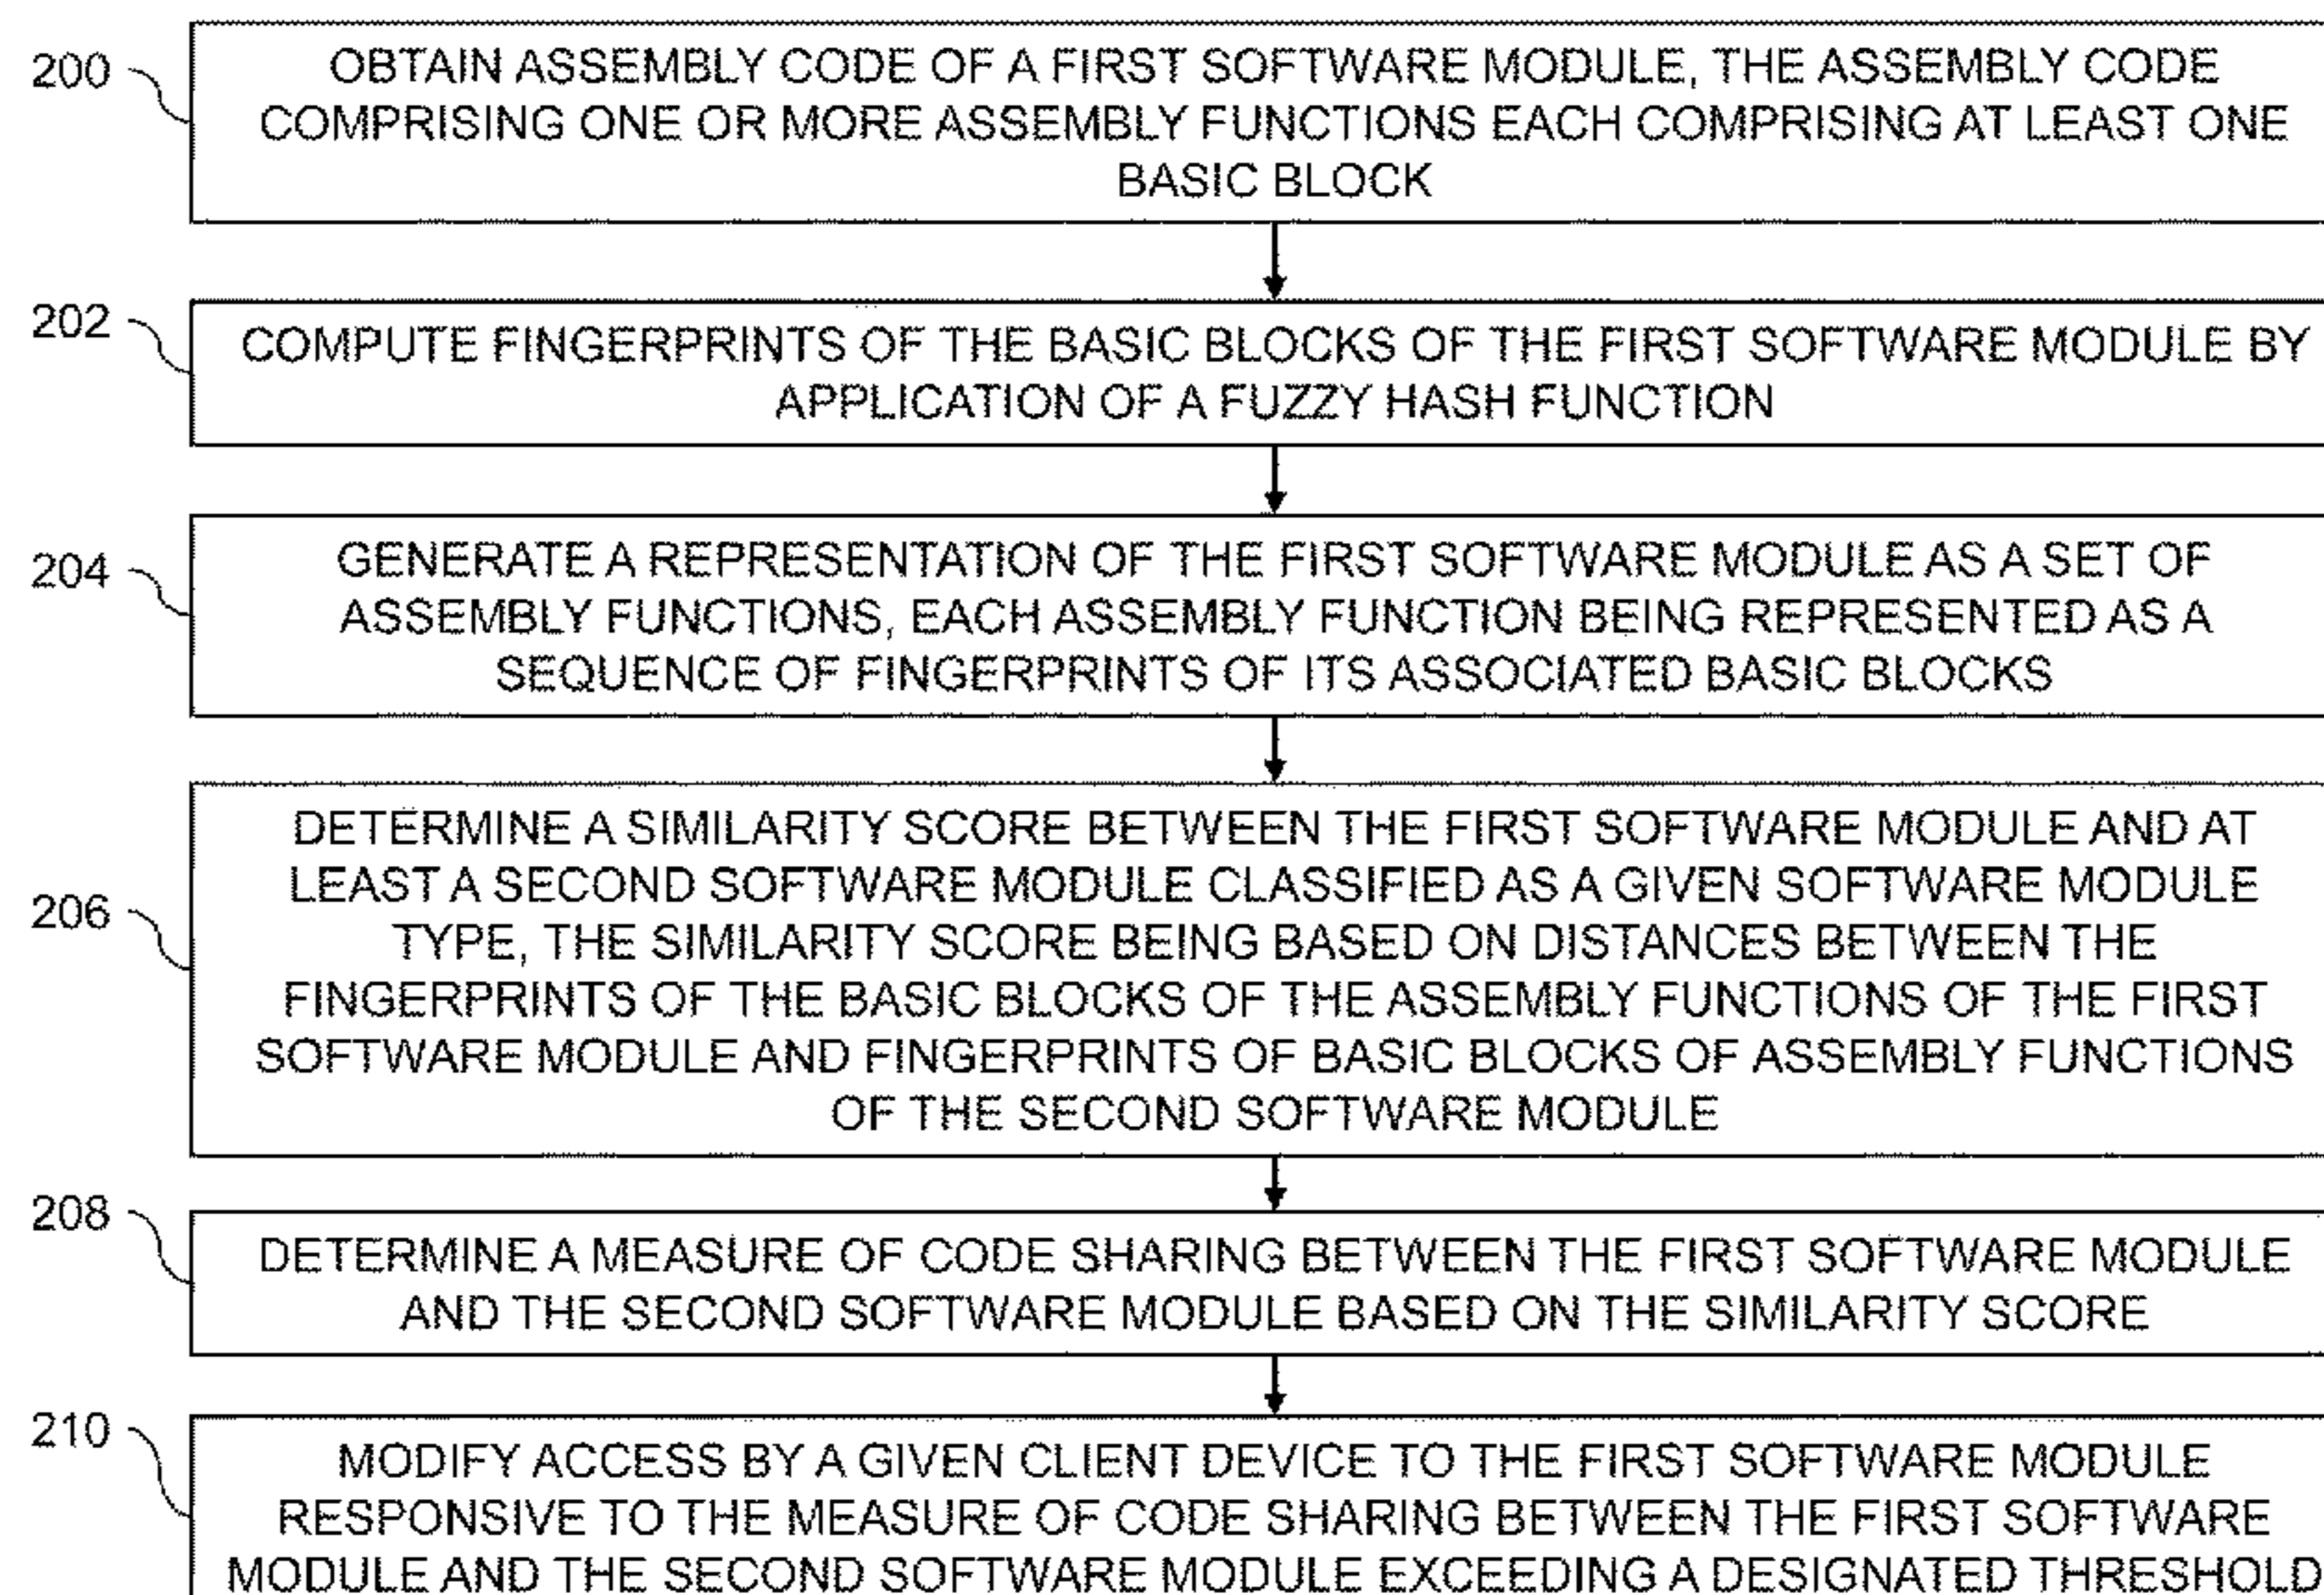 200
OBTAIN ASSEMBLY CODE OF A FIRST SOFTWARE MODULE, THE ASSEMBLY CODE
COMPRISING ONE OR MORE ASSEMBLY FUNCTIONS EACH COMPRISING AT LEAST ONE
BASIC BLOCK
202
COMPUTE FINGERPRINTS OF THE BASIC BLOCKS OF THE FIRST SOFTWARE MODULE BY
APPLICATION OF A FUZZY HASH FUNCTION
204
GENERATE A REPRESENTATION OF THE FIRST SOFTWARE MODULE AS A SET OF
ASSEMBLY FUNCTIONS, EACH ASSEMBLY FUNCTION BEING REPRESENTED AS A
SEQUENCE OF FINGERPRINTS OF ITS ASSOCIATED BASIC BLOCKS
206
DETERMINE A SIMILARITY SCORE BETWEEN THE FIRST SOFTWARE MODULE AND AT
LEAST A SECOND SOFTWARE MODULE CLASSIFIED AS A GIVEN SOFTWARE MODULE
TYPE, THE SIMILARITY SCORE BEING BASED ON DISTANCES BETWEEN THE
FINGERPRINTS OF THE BASIC BLOCKS OF THE ASSEMBLY FUNCTIONS OF THE FIRST
SOFTWARE MODULE AND FINGERPRINTS OF BASIC BLOCKS OF ASSEMBLY FUNCTIONS
OF THE SECOND SOFTWARE MODULE
208
DETERMINE A MEASURE OF CODE SHARING BETWEEN THE FIRST SOFTWARE MODULE
AND THE SECOND SOFTWARE MODULE BASED ON THE SIMILARITY SCORE
210
MODIFY ACCESS BY A GIVEN CLIENT DEVICE TO THE FIRST SOFTWARE MODULE
RESPONSIVE TO THE MEASURE OF CODE SHARING BETWEEN THE FIRST SOFTWARE
MODULE AND THE SECOND SOFTWARE MODULE EXCEEDING A DESIGNATED THRESHOLD